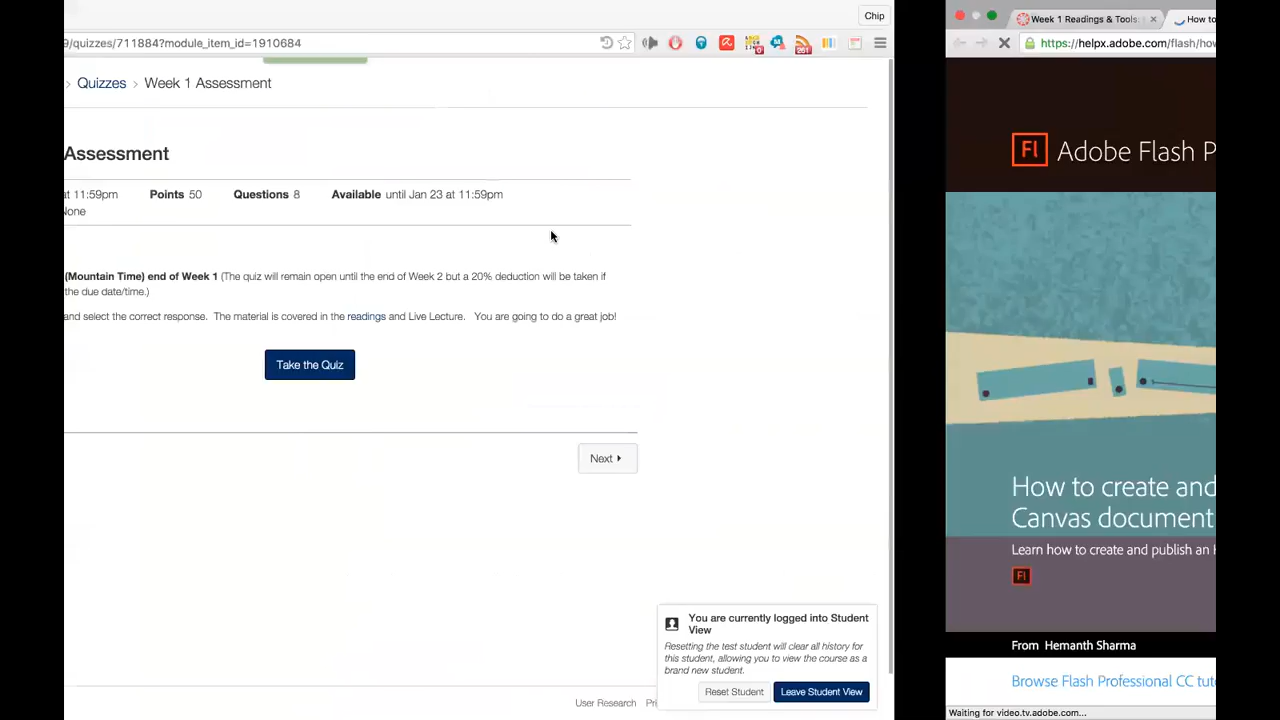 Chip
9/quizzes/711884?module_item_id=1910684
261
> Quizzes > Week 1 Assessment
Assessment
at 11:59pm Points 50 Questions 8 Available until Jan 23 at 11:59pm
None
(Mountain Time) end of Week 1 (The quiz will remain open until the end of Week 2 but a 20% deduction will be taken if
the due date/time.)
and select the correct response. The material is covered in the readings and Live Lecture. You are going to do a great job!
Take the Quiz
Next
You are currently logged into Student
View
Resetting the test student will clear all history for
this student, allowing you to view the course as a
brand new student.
Reset Student
Leave Student View
User Research
Week 1 Readings & Tools:
How to
https://helpx.adobe.com/flash/how
Fl
Adobe Flash P
How to create and
Canvas document
Learn how to create and publish an
Fl
From Hemanth Sharma
Browse Flash Professional CC tut
Waiting for video.tv.adobe.com...